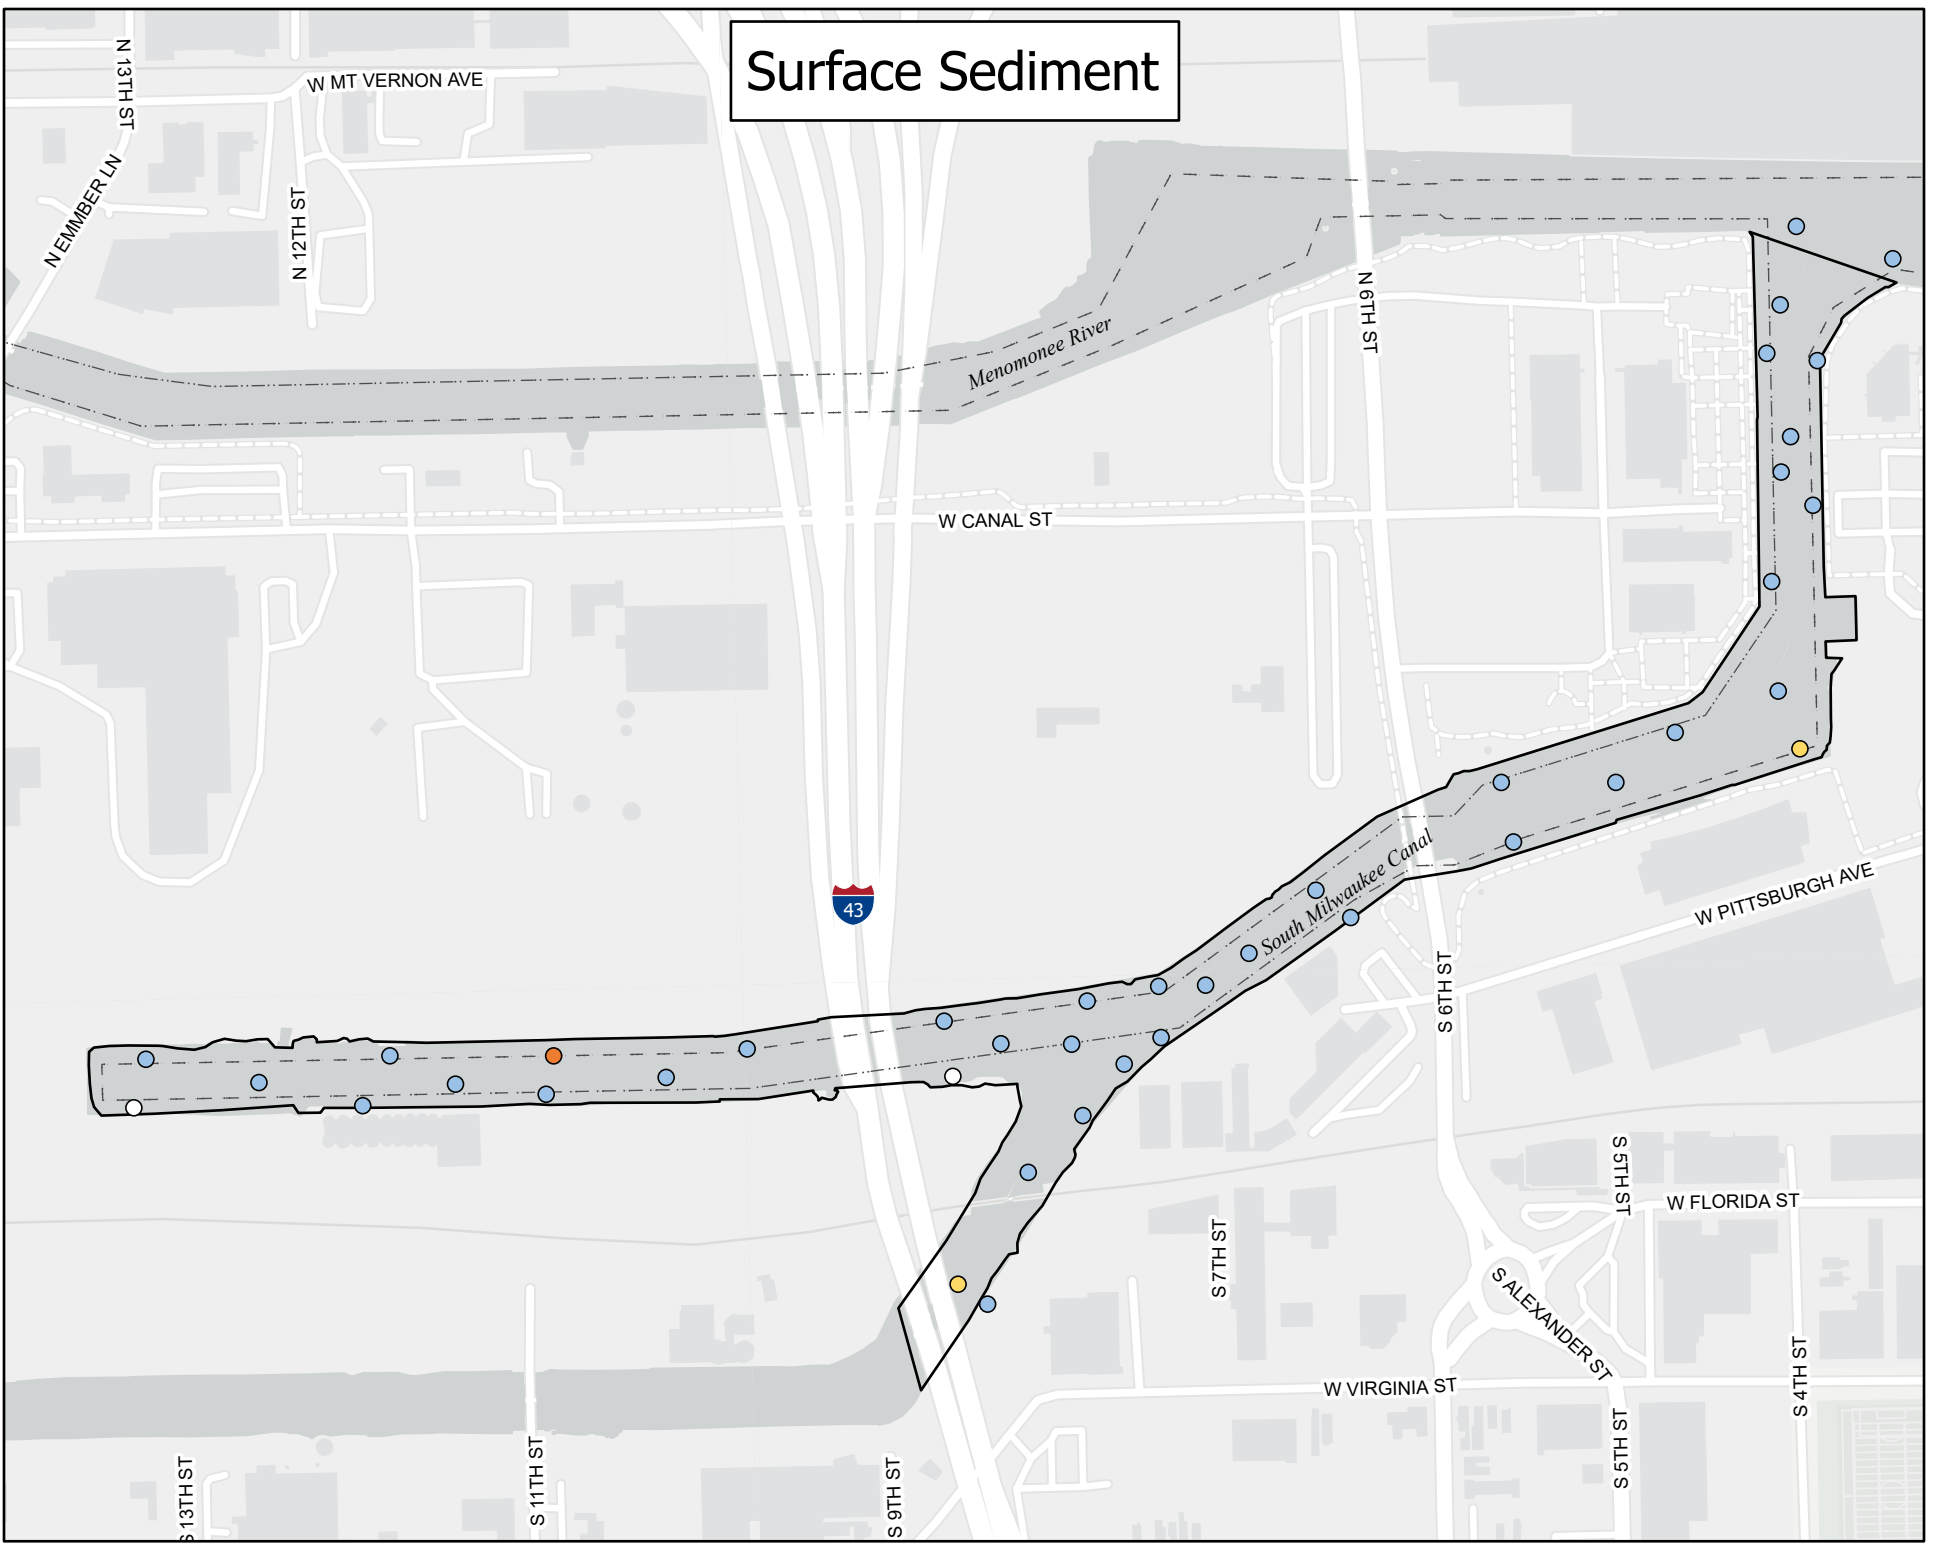 Surface Sediment
N 13TH ST
W MT VERNON AVE
N EMMBER LN
N 12TH ST
N 6TH ST
Menomonee River
W CANAL ST
43
South Milwaukee Canal
W PITTSBURGH AVE
S 6TH ST
S 5TH ST
W FLORIDA ST
S 7TH ST
S ALEXANDER ST
W VIRGINIA ST
S 4TH ST
S 5TH ST
S 13TH ST
S 11TH ST
S 9TH ST